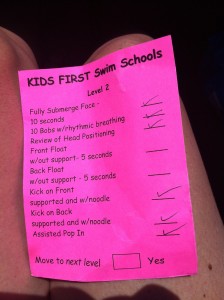 KIDS FIRST Swim Schools
Level 2
Fully Submerge Face -
10 seconds
10 Bobs w/rhythmic breathing
Review of Head Positioning
Front Float
w/out support- 5 seconds
Back Float
w/out support - 5 seconds
Kick on Front
supported and w/noodle
Kick on Back
supported and w/noodle
Assisted Pop In
Move to next level Yes